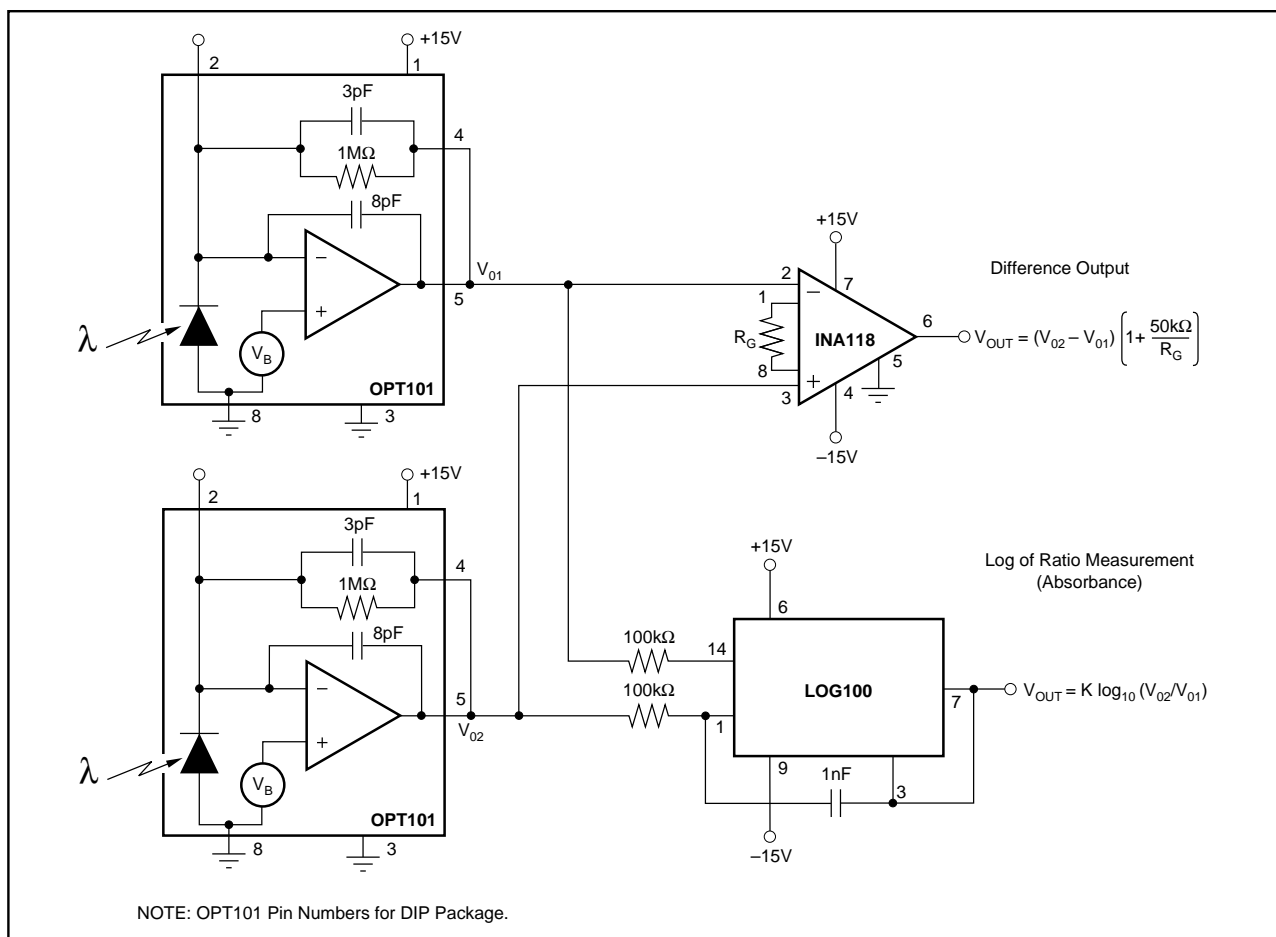 2
+15V
1
3pF
4
1MΩ
8pF
–
+
V01
5
λ
VB
OPT101
8
3
2
+15V
1
3pF
4
1MΩ
8pF
–
+
5
V02
λ
VB
OPT101
8
3
+15V
2
–
7
1
RG
INA118
6
8
5
+
3
4
–15V
Difference Output
VOUT = (V02 – V01) [1+ 50kΩ
RG]
Log of Ratio Measurement
(Absorbance)
+15V
6
100kΩ
14
100kΩ
LOG100
7
VOUT = K log10 (V02/V01)
1
9
1nF
3
–15V
NOTE: OPT101 Pin Numbers for DIP Package.